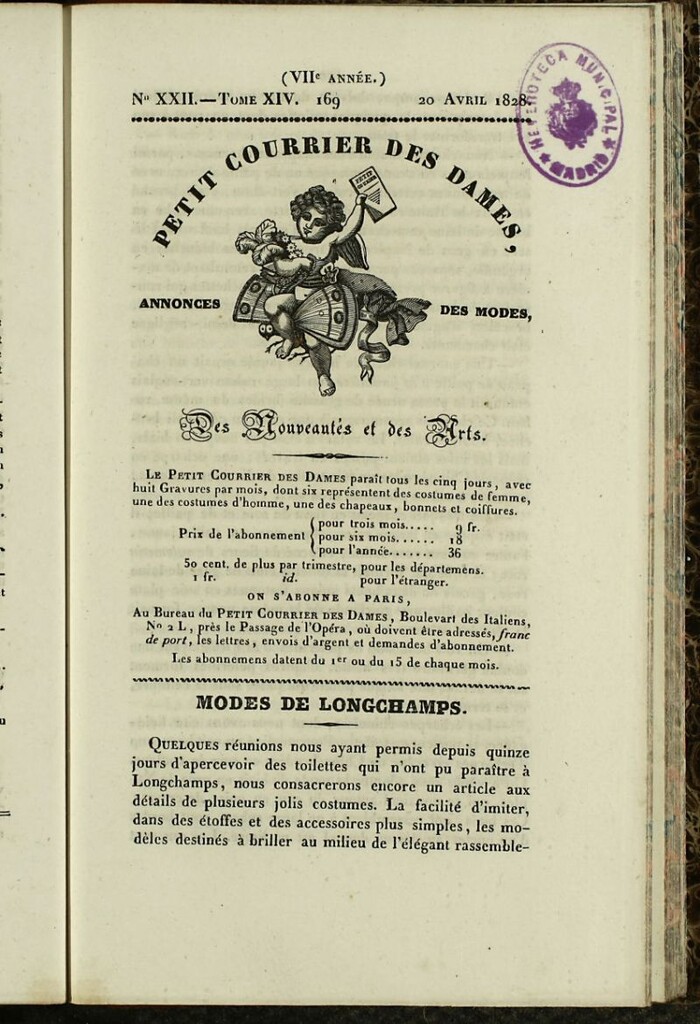 (VIIe ANNÉE.)
No XXII.—TOME XIV. 169 20 AVRIL 1828.
HEMEROTECA MUNICIPAL
★ MADRID ★
PETIT COURRIER DES DAMES,
PETIT
ANNONCES DES MODES,
Des Nouveautés et des Arts.
LE PETIT COURRIER DES DAMES paraît tous les cinq jours, avec
huit Gravures par mois, dont six représentent des costumes de femme,
une des costumes d'homme, une des chapeaux, bonnets et coiffures.
Prix de l'abonnement { pour trois mois..... 9 fr.
pour six mois...... 18
pour l'année....... 36
50 cent. de plus par trimestre, pour les départemens.
1 fr. id. pour l'étranger.
ON S'ABONNE A PARIS,
Au Bureau du PETIT COURRIER DES DAMES, Boulevart des Italiens,
No 2 L, près le Passage de l'Opéra, où doivent être adressés, franc
de port, les lettres, envois d'argent et demandes d'abonnement.
Les abonnemens datent du 1er ou du 15 de chaque mois.
MODES DE LONGCHAMPS.
QUELQUES réunions nous ayant permis depuis quinze
jours d'apercevoir des toilettes qui n'ont pu paraître à
Longchamps, nous consacrerons encore un article aux
détails de plusieurs jolis costumes. La facilité d'imiter,
dans des étoffes et des accessoires plus simples, les mo-
dèles destinés à briller au milieu de l'élégant rassemble-